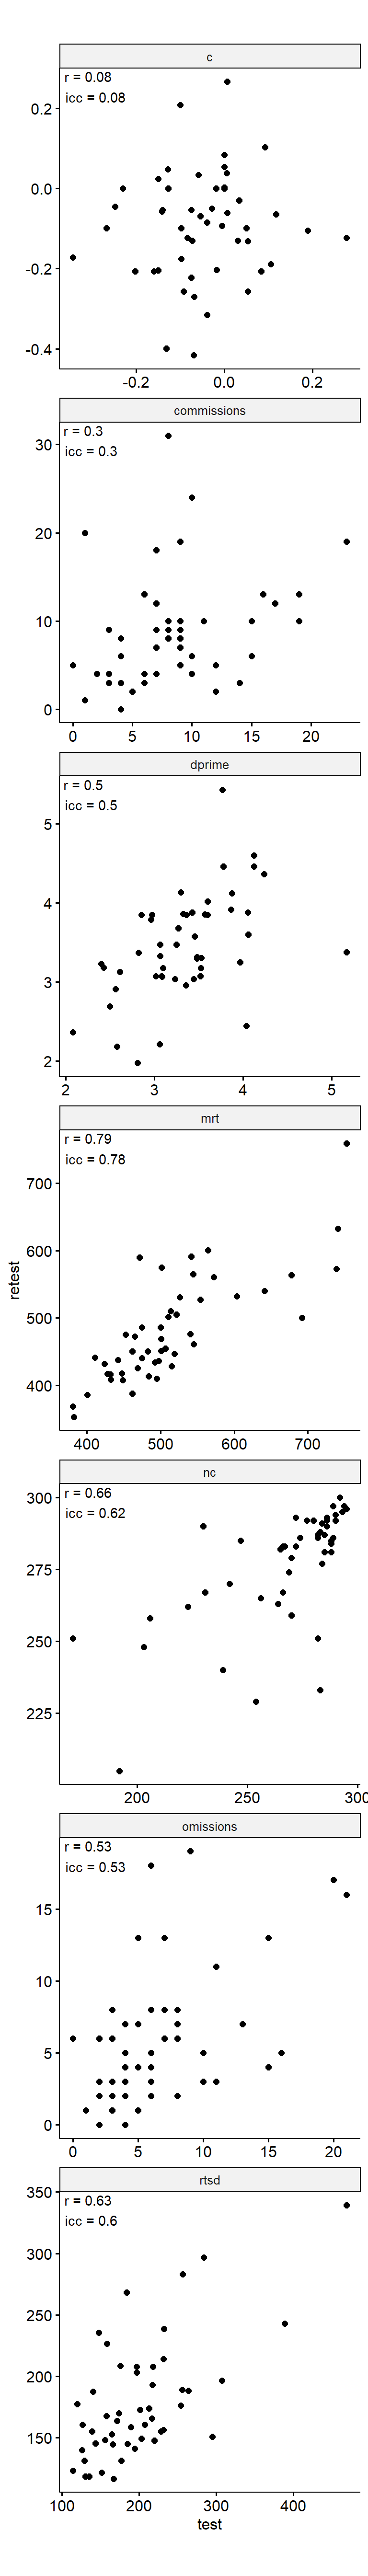 c
r = 0.08
icc = 0.08
0.2
0.0
-0.2
-0.4
-0.2 0.0 0.2
commissions
r = 0.3
icc = 0.3
30
20
10
0
0 5 10 15 20
dprime
r = 0.5
icc = 0.5
5
4
3
2
2 3 4 5
mrt
r = 0.79
icc = 0.78
700
600
500
400
400 500 600 700
retest
nc
r = 0.66
icc = 0.62
300
275
250
225
200 250 300
omissions
r = 0.53
icc = 0.53
15
10
5
0
0 5 10 15 20
rtsd
r = 0.63
icc = 0.6
350
300
250
200
150
100 200 300 400
test